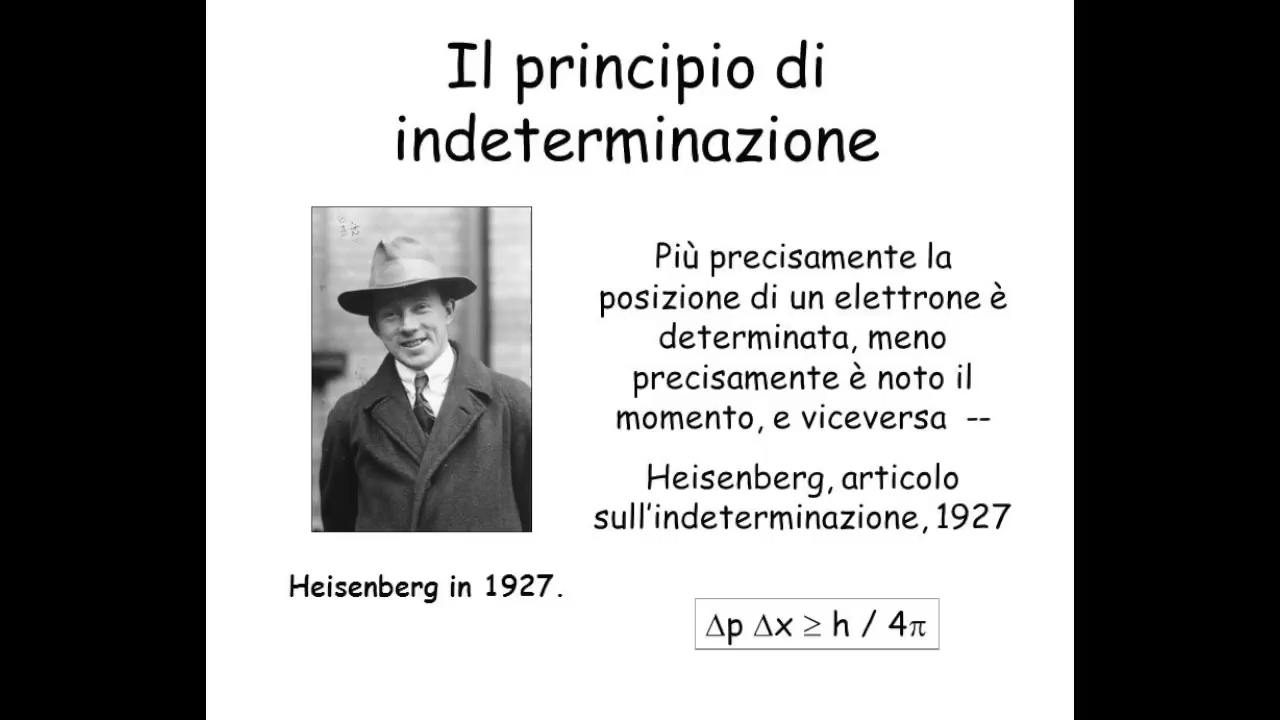 Il principio di
indeterminazione
Più precisamente la
posizione di un elettrone è
determinata, meno
precisamente è noto il
momento, e viceversa --
Heisenberg, articolo
sull'indeterminazione, 1927
Heisenberg in 1927.
Δp Δx ≥ h / 4π